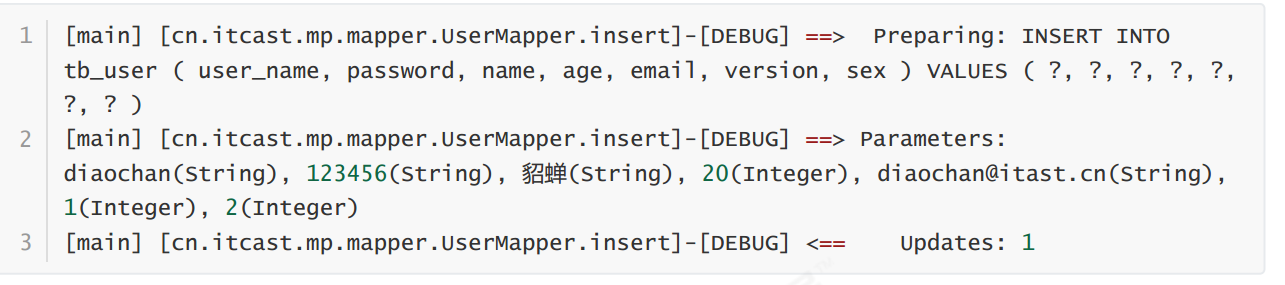 1 [main] [cn.itcast.mp.mapper.UserMapper.insert]-[DEBUG] ==>  Preparing: INSERT INTO
tb_user ( user_name, password, name, age, email, version, sex ) VALUES ( ?, ?, ?, ?, ?,
?, ? )
2 [main] [cn.itcast.mp.mapper.UserMapper.insert]-[DEBUG] ==> Parameters:
diaochan(String), 123456(String), 貂蝉(String), 20(Integer), diaochan@itast.cn(String),
1(Integer), 2(Integer)
3 [main] [cn.itcast.mp.mapper.UserMapper.insert]-[DEBUG] <==    Updates: 1